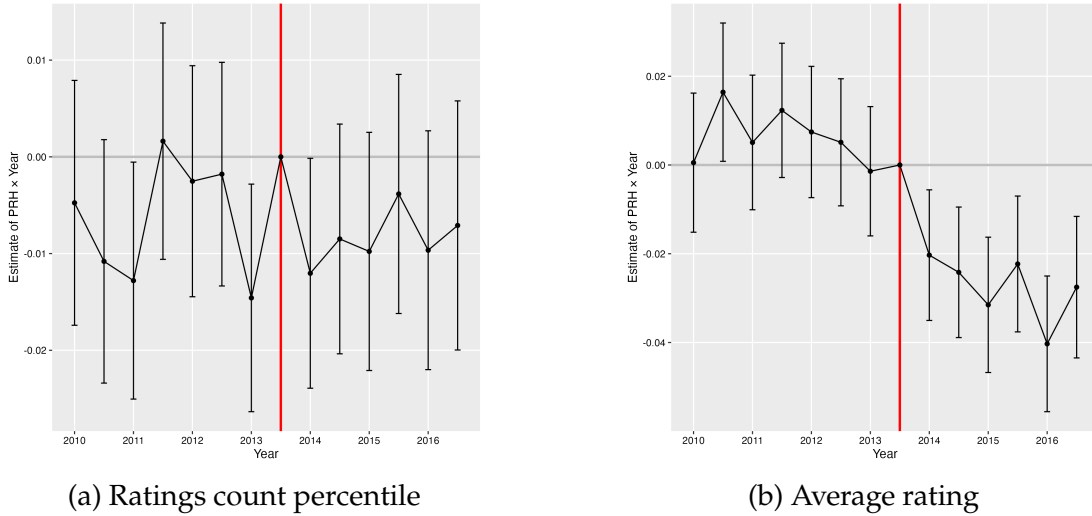 0.01
0.00
-0.01
-0.02
Estimate of PRH × Year
2010 2011 2012 2013 2014 2015 2016
Year
(a) Ratings count percentile
0.02
0.00
-0.02
-0.04
Estimate of PRH × Year
2010 2011 2012 2013 2014 2015 2016
Year
(b) Average rating